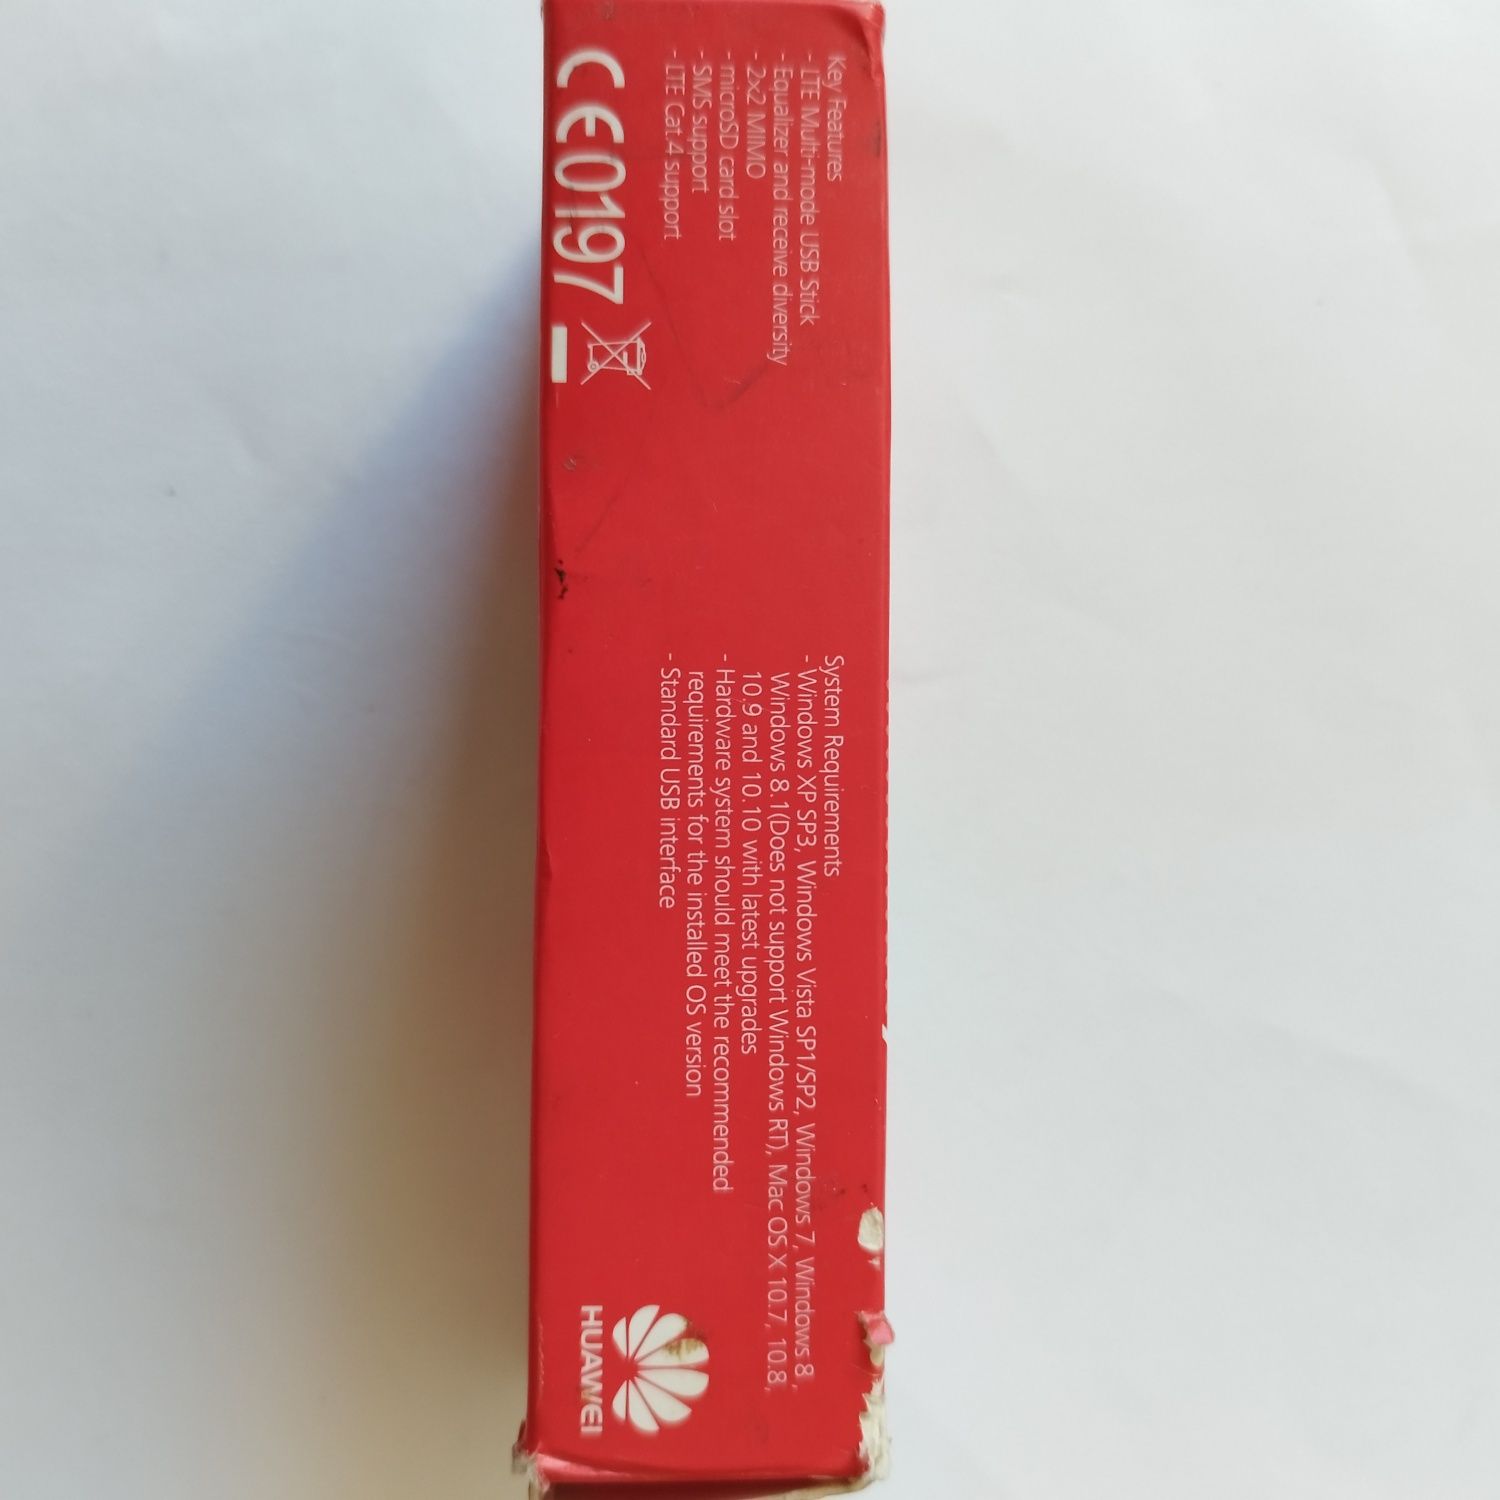 Key Features
- LTE Multi-mode USB Stick
- Equalizer and receive diversity
- 2x2 MIMO
- microSD card slot
- SMS support
- LTE Cat.4 support
CE0197
System Requirements
- Windows XP SP3, Windows Vista SP1/SP2, Windows 7, Windows 8,
Windows 8.1(Does not support Windows RT), Mac OS X 10.7, 10.8,
10.9 and 10.10 with latest upgrades
- Hardware system should meet the recommended
requirements for the installed OS version
- Standard USB interface
HUAWEI